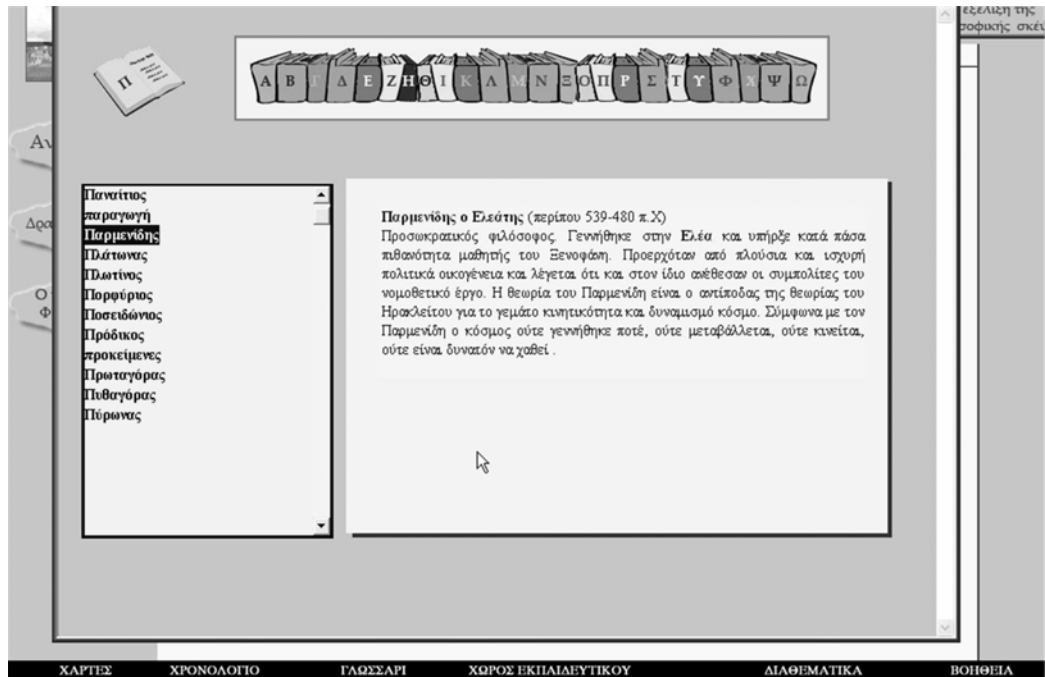 εξέλιξη της
Π
Α Β Γ Δ Ε Ζ Η Θ Ι Κ Λ Μ Ν Ξ Ο Π Ρ Σ Τ Υ Φ Χ Ψ Ω
Αν
Δρα
Ο
Φ
Παναίτιος
παραγωγή
Παρμενίδης
Πλάτωνας
Πλωτίνος
Πορφύριος
Ποσειδώνιος
Πρόδικος
προκείμενες
Πρωταγόρας
Πυθαγόρας
Πύρωνας
Παρμενίδης ο Ελεάτης (περίπου 539-480 π.Χ)
Προσωκρατικός φιλόσοφος. Γεννήθηκε στην Ελέα και υπήρξε κατά πάσα
πιθανότητα μαθητής του Ξενοφάνη. Προερχόταν από πλούσια και ισχυρή
πολιτικά οικογένεια και λέγεται ότι και στον ίδιο ανέθεσαν οι συμπολίτες του
νομοθετικό έργο. Η θεωρία του Παρμενίδη είναι ο αντίποδας της θεωρίας του
Ηρακλείτου για το γεμάτο κινητικότητα και δυναμισμό κόσμο. Σύμφωνα με τον
Παρμενίδη ο κόσμος ούτε γεννήθηκε ποτέ, ούτε μεταβάλλεται, ούτε κινείται,
ούτε είναι δυνατόν να χαθεί .
ΧΑΡΤΕΣ ΧΡΟΝΟΛΟΓΙΟ ΓΛΩΣΣΑΡΙ ΧΩΡΟΣ ΕΚΠΑΙΔΕΥΤΙΚΟΥ ΔΙΑΘΕΜΑΤΙΚΑ ΒΟΗΘΕΙΑ